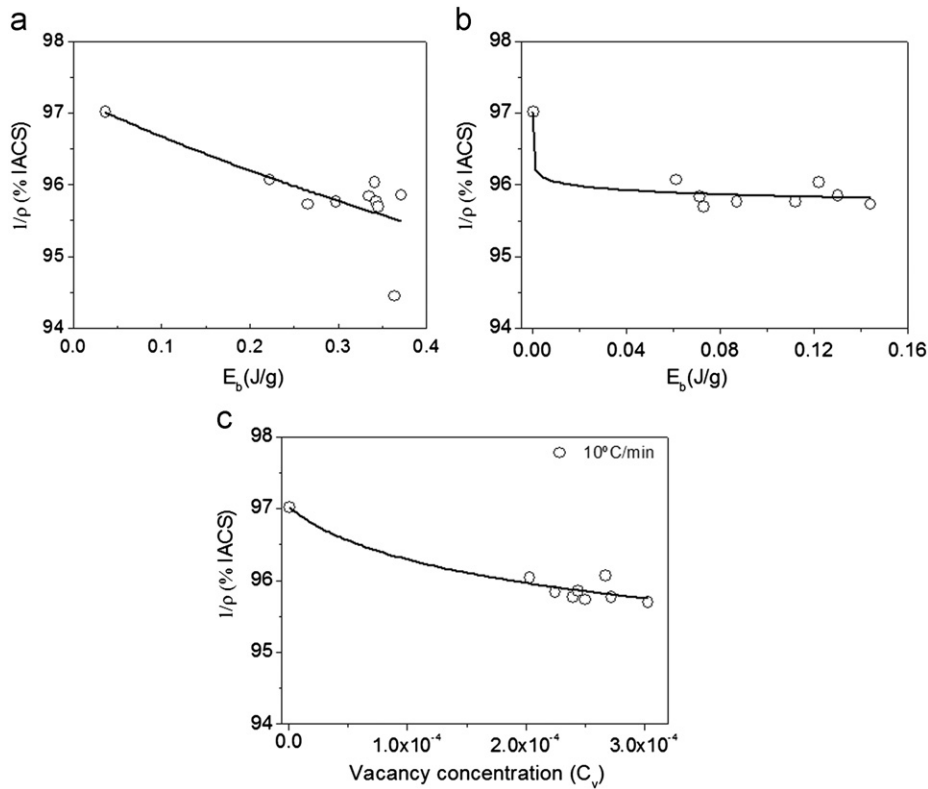 a
98
97
96
95
94
1/ρ (% IACS)
0.0 0.1 0.2 0.3 0.4
E_b(J/g)
b
98
97
96
95
94
1/ρ (% IACS)
0.00 0.04 0.08 0.12 0.16
E_b(J/g)
c
98
97
96
95
94
1/ρ (% IACS)
10ºC/min
0.0 1.0x10⁻⁴ 2.0x10⁻⁴ 3.0x10⁻⁴
Vacancy concentration (C_v)